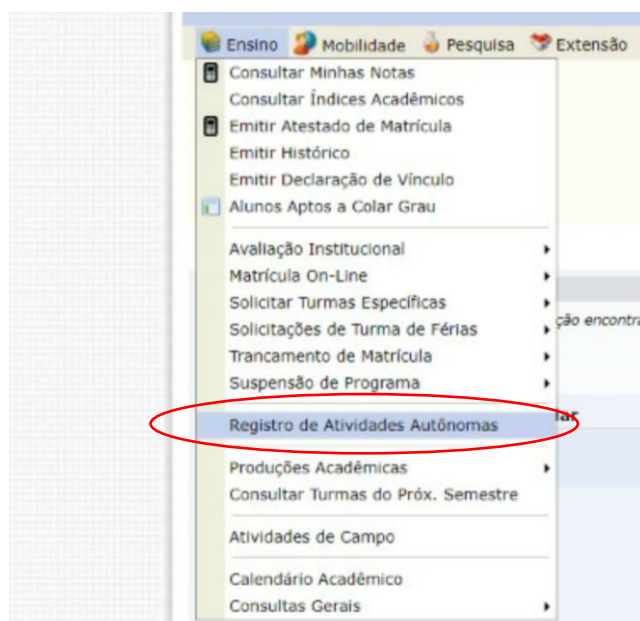 Ensino Mobilidade Pesquisa Extensão
Consultar Minhas Notas
Consultar Índices Acadêmicos
Emitir Atestado de Matrícula
Emitir Histórico
Emitir Declaração de Vínculo
Alunos Aptos a Colar Grau
Avaliação Institucional
Matrícula On-Line
Solicitar Turmas Específicas
Solicitações de Turma de Férias
ção encontra
Trancamento de Matrícula
Suspensão de Programa
Registro de Atividades Autônomas
lar
Produções Acadêmicas
Consultar Turmas do Próx. Semestre
Atividades de Campo
Calendário Acadêmico
Consultas Gerais